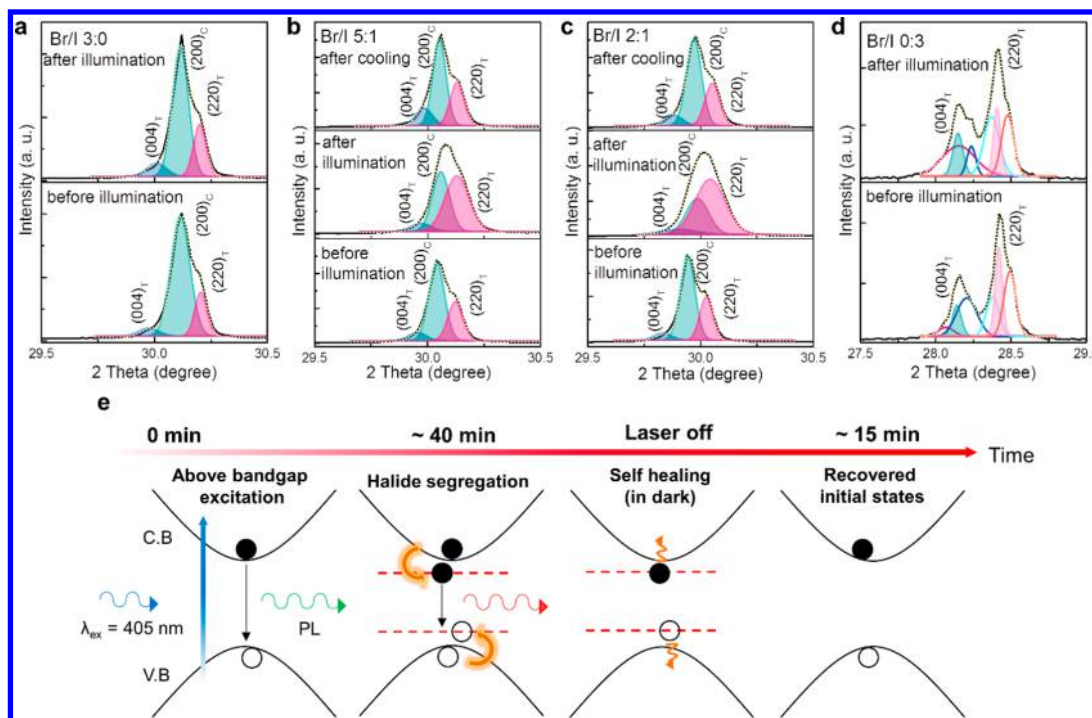 a
Br/I 3:0
after illumination
(004)T
(200)C
(220)T
before illumination
(004)T
(200)C
(220)T
Intensity (a. u.)
29.5 30.0 30.5
2 Theta (degree)
b
Br/I 5:1
after cooling
(004)T
(200)C
(220)T
after
illumination
(004)T
(200)C
(220)T
before
illumination
(004)T
(200)C
(220)T
Intensity (a. u.)
29.5 30.0 30.5
2 Theta (degree)
c
Br/I 2:1
after cooling
(004)T
(200)C
(220)T
after
illumination
(004)T
(200)C
(220)T
before
illumination
(004)T
(200)C
(220)T
Intensity (a. u.)
29.5 30.0 30.5
2 Theta (degree)
d
Br/I 0:3
after illumination
(004)T
(220)T
before illumination
(004)T
(220)T
Intensity (a. u.)
27.5 28.0 28.5 29.
2 Theta (degree)
e
0 min ~ 40 min Laser off ~ 15 min
Time
Above bandgap
excitation
Halide segregation
Self healing
(in dark)
Recovered
initial states
C.B
λex = 405 nm
PL
V.B